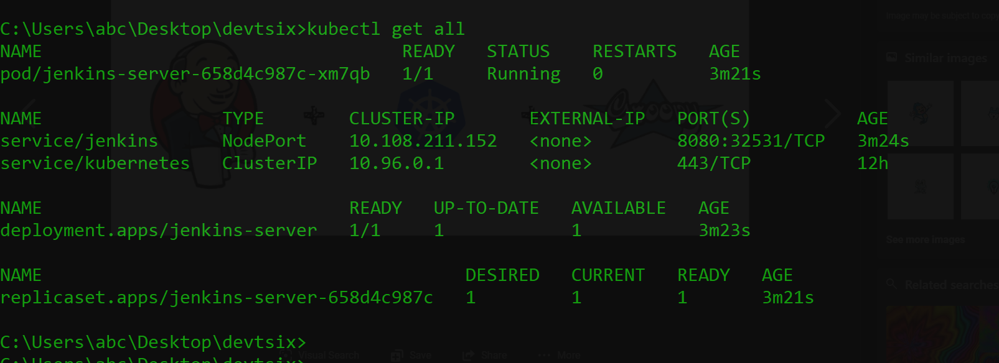 C:\Users\abc\Desktop\devtsix>kubectl get all
NAME READY STATUS RESTARTS AGE
pod/jenkins-server-658d4c987c-xm7qb 1/1 Running 0 3m21s
NAME TYPE CLUSTER-IP EXTERNAL-IP PORT(S) AGE
service/jenkins NodePort 10.108.211.152 <none> 8080:32531/TCP 3m24s
service/kubernetes ClusterIP 10.96.0.1 <none> 443/TCP 12h
NAME READY UP-TO-DATE AVAILABLE AGE
deployment.apps/jenkins-server 1/1 1 1 3m23s
NAME DESIRED CURRENT READY AGE
replicaset.apps/jenkins-server-658d4c987c 1 1 1 3m21s
C:\Users\abc\Desktop\devtsix>
C:\Users\abc\Desktop\devtsix>
Image may be subject to copy
Similar images
Groovy
See more images
Related searches
Visual Search Save Share More